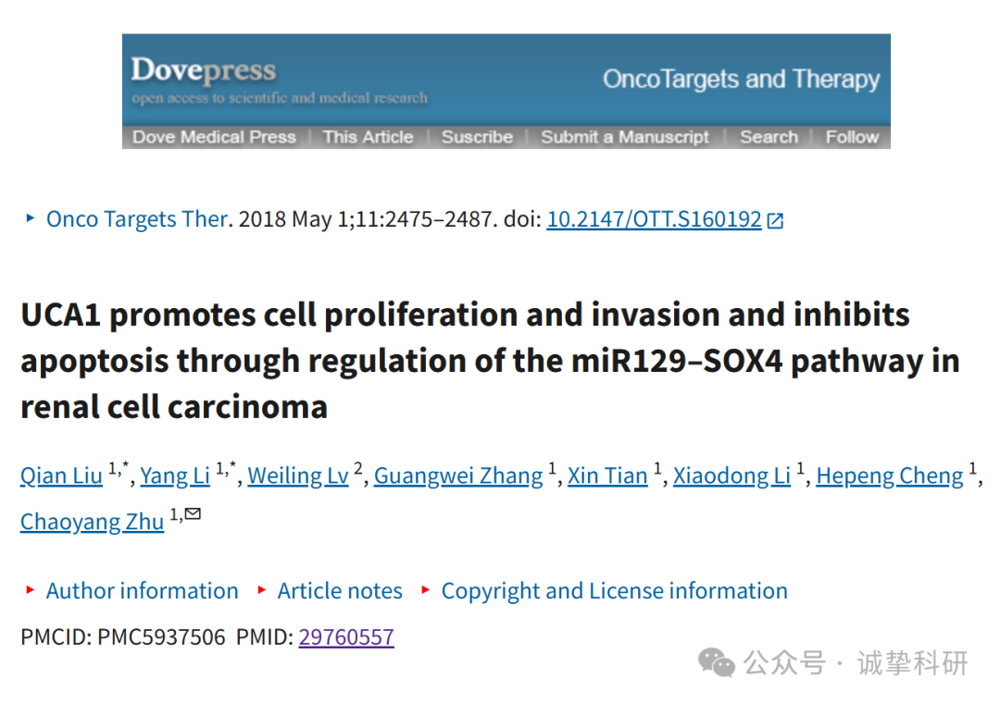 Dovepress
open access to scientific and medical research
OncoTargets and Therapy
Dove Medical Press | This Article | Suscribe | Submit a Manuscript | Search | Follow
Onco Targets Ther. 2018 May 1;11:2475–2487. doi: 10.2147/OTT.S160192
UCA1 promotes cell proliferation and invasion and inhibits
apoptosis through regulation of the miR129–SOX4 pathway in
renal cell carcinoma
Qian Liu 1,*, Yang Li 1,*, Weiling Lv 2, Guangwei Zhang 1, Xin Tian 1, Xiaodong Li 1, Hepeng Cheng 1,
Chaoyang Zhu 1,✉
Author information Article notes Copyright and License information
PMCID: PMC5937506 PMID: 29760557
公众号 · 诚挚科研